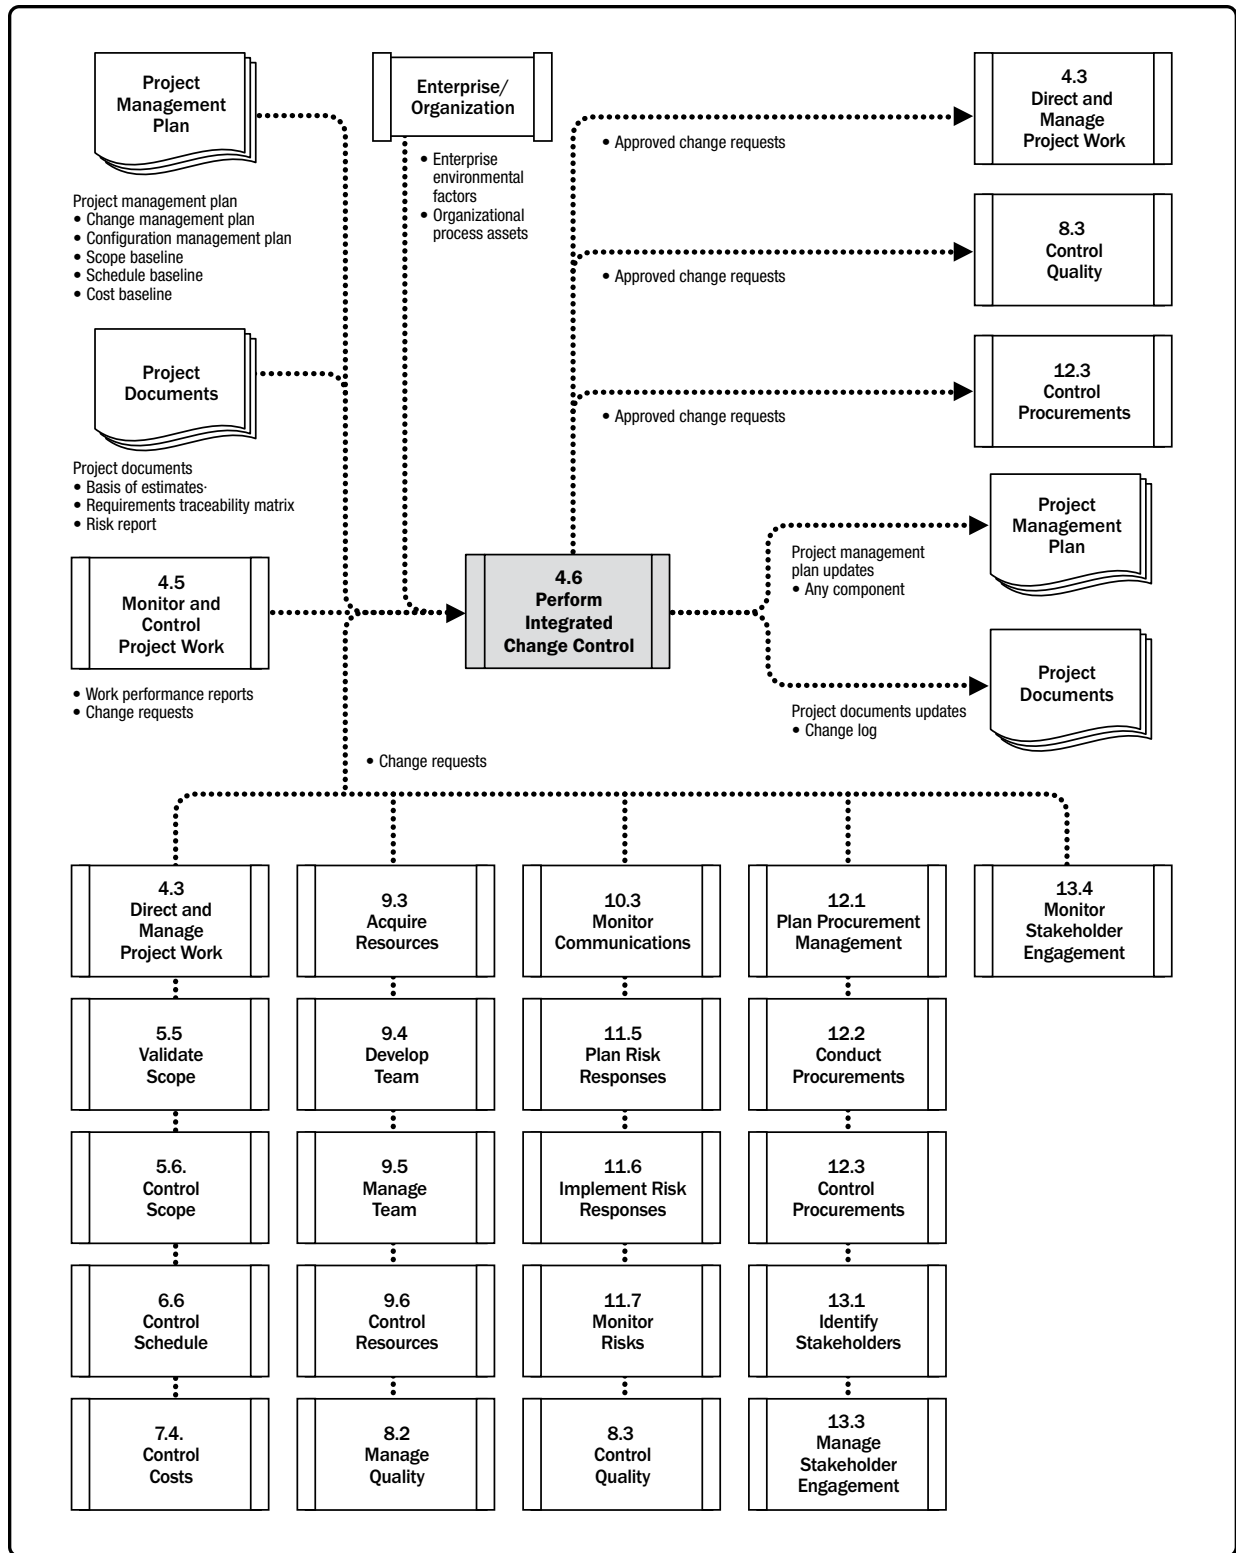 Project
Management
Plan
Project management plan
• Change management plan
• Configuration management plan
• Scope baseline
• Schedule baseline
• Cost baseline
Enterprise/
Organization
• Enterprise
environmental
factors
• Organizational
process assets
• Approved change requests
4.3
Direct and
Manage
Project Work
• Approved change requests
8.3
Control
Quality
• Approved change requests
12.3
Control
Procurements
Project
Documents
Project documents
• Basis of estimates·
• Requirements traceability matrix
• Risk report
4.5
Monitor and
Control
Project Work
• Work performance reports
• Change requests
4.6
Perform
Integrated
Change Control
Project management
plan updates
• Any component
Project
Management
Plan
Project documents updates
• Change log
Project
Documents
• Change requests
4.3
Direct and
Manage
Project Work
9.3
Acquire
Resources
10.3
Monitor
Communications
12.1
Plan Procurement
Management
13.4
Monitor
Stakeholder
Engagement
5.5
Validate
Scope
9.4
Develop
Team
11.5
Plan Risk
Responses
12.2
Conduct
Procurements
5.6.
Control
Scope
9.5
Manage
Team
11.6
Implement Risk
Responses
12.3
Control
Procurements
6.6
Control
Schedule
9.6
Control
Resources
11.7
Monitor
Risks
13.1
Identify
Stakeholders
7.4.
Control
Costs
8.2
Manage
Quality
8.3
Control
Quality
13.3
Manage
Stakeholder
Engagement